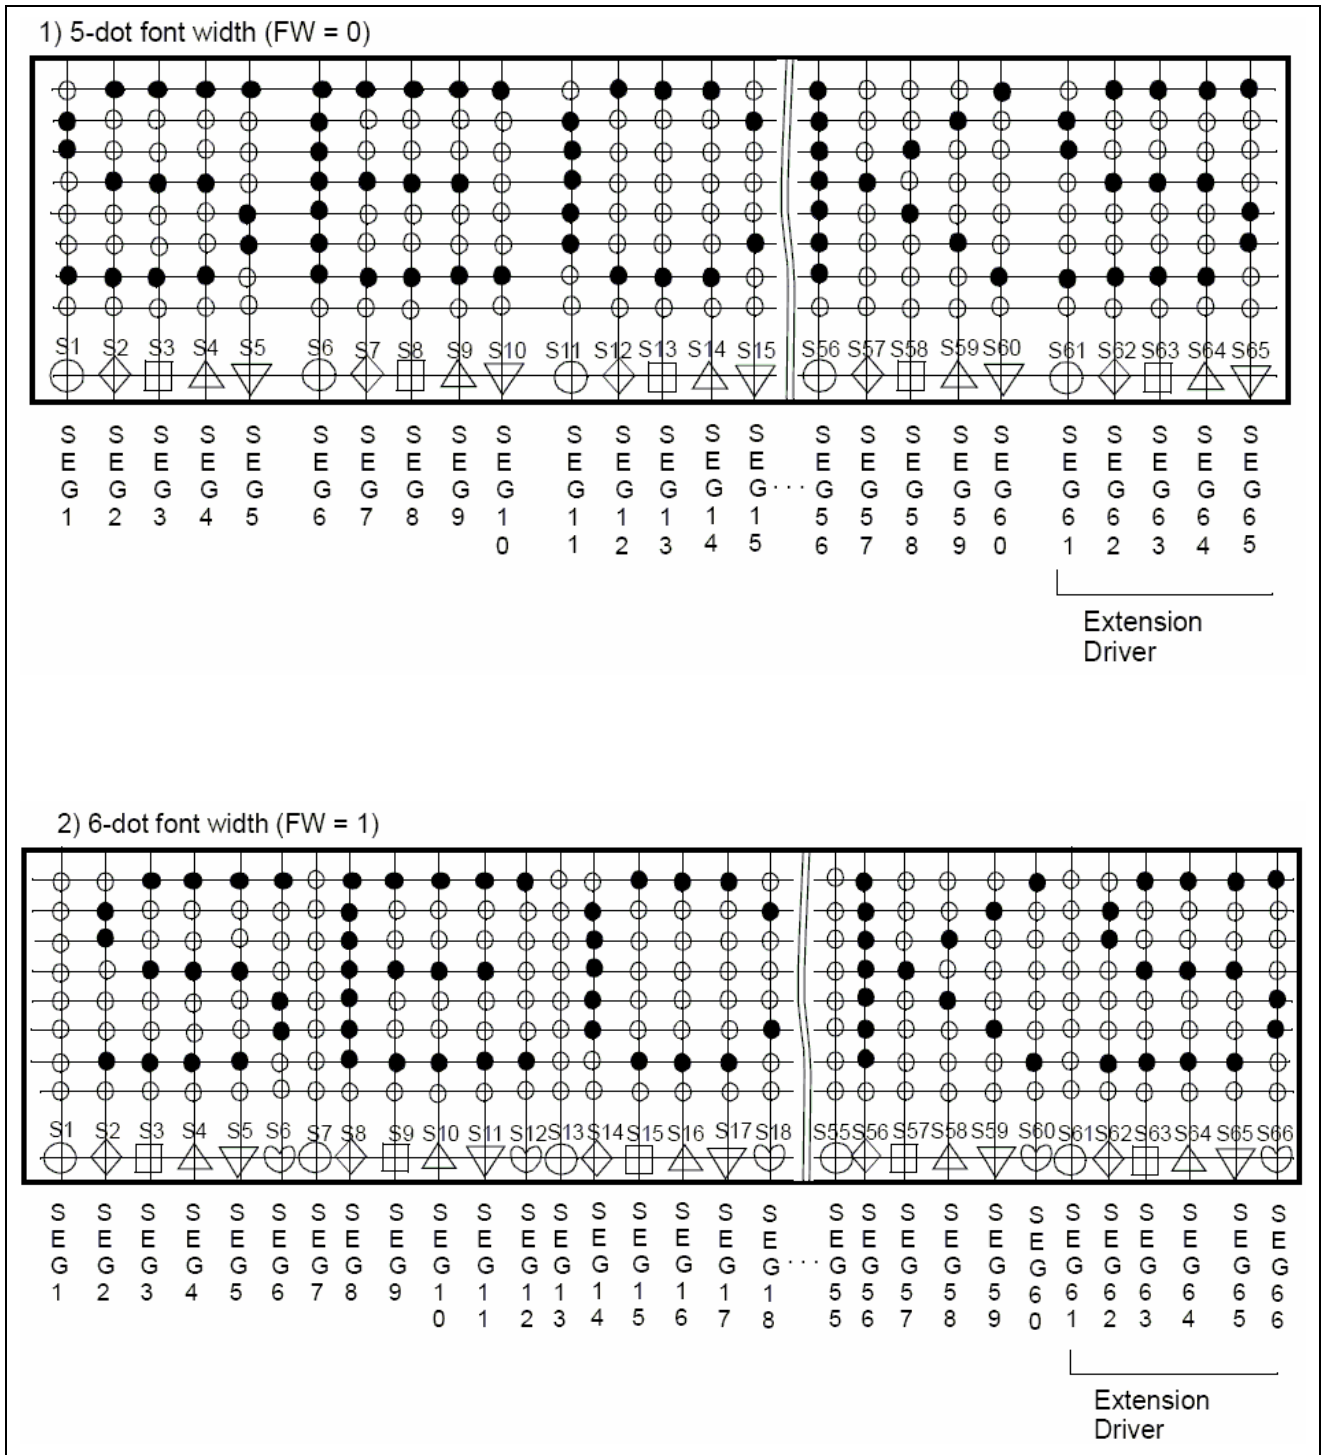 1) 5-dot font width (FW = 0)
S1 S2 S3 S4 S5 S6 S7 S8 S9 S10 S11 S12 S13 S14 S15 S56 S57 S58 S59 S60 S61 S62 S63 S64 S65
SEG1 SEG2 SEG3 SEG4 SEG5 SEG6 SEG7 SEG8 SEG9 SEG10 SEG11 SEG12 SEG13 SEG14 SEG15 ... SEG56 SEG57 SEG58 SEG59 SEG60 SEG61 SEG62 SEG63 SEG64 SEG65
Extension
Driver
2) 6-dot font width (FW = 1)
S1 S2 S3 S4 S5 S6 S7 S8 S9 S10 S11 S12 S13 S14 S15 S16 S17 S18 S55 S56 S57 S58 S59 S60 S61 S62 S63 S64 S65 S66
SEG1 SEG2 SEG3 SEG4 SEG5 SEG6 SEG7 SEG8 SEG9 SEG10 SEG11 SEG12 SEG13 SEG14 SEG15 SEG16 SEG17 SEG18 ... SEG55 SEG56 SEG57 SEG58 SEG59 SEG60 SEG61 SEG62 SEG63 SEG64 SEG65 SEG66
Extension
Driver